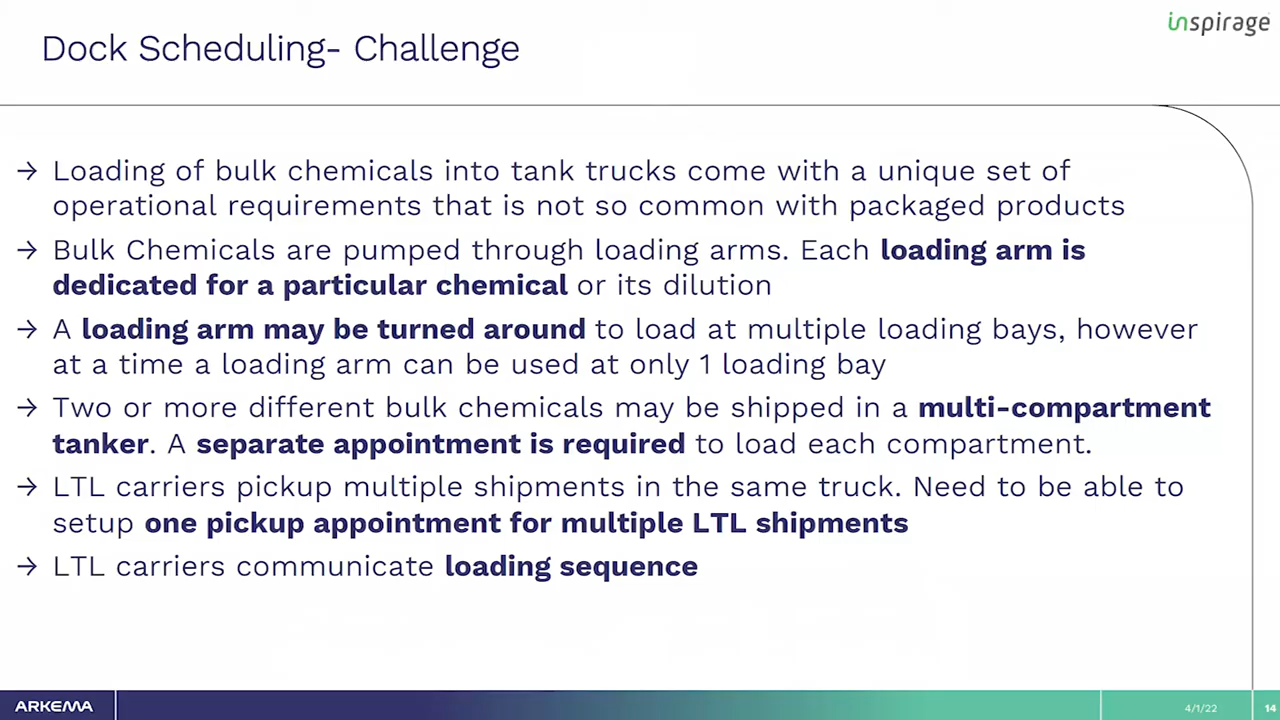 inspirage
Dock Scheduling- Challenge
→ Loading of bulk chemicals into tank trucks come with a unique set of
operational requirements that is not so common with packaged products
→ Bulk Chemicals are pumped through loading arms. Each loading arm is
dedicated for a particular chemical or its dilution
→ A loading arm may be turned around to load at multiple loading bays, however
at a time a loading arm can be used at only 1 loading bay
→ Two or more different bulk chemicals may be shipped in a multi-compartment
tanker. A separate appointment is required to load each compartment.
→ LTL carriers pickup multiple shipments in the same truck. Need to be able to
setup one pickup appointment for multiple LTL shipments
→ LTL carriers communicate loading sequence
ARKEMA
4/1/22
14